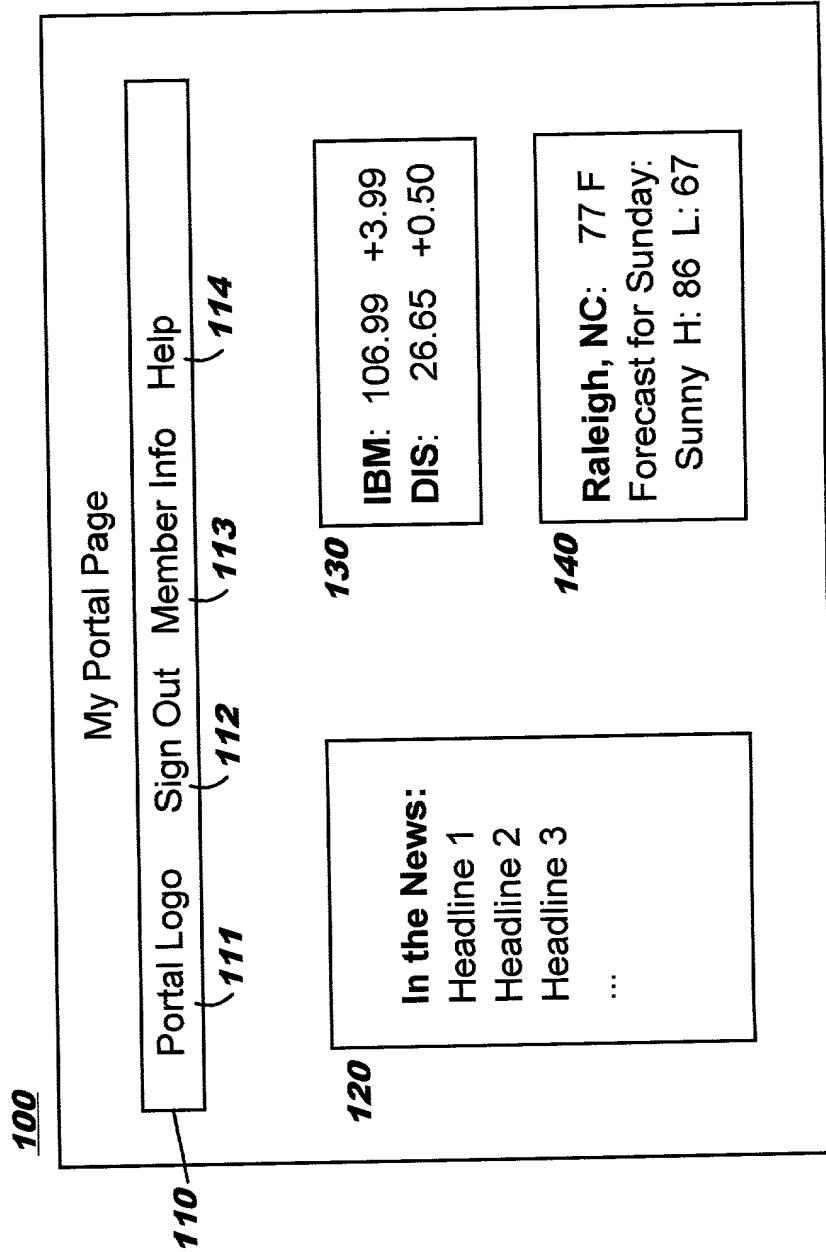 100
My Portal Page
110
Portal Logo Sign Out Member Info Help
111 112 113 114
120
In the News:
Headline 1
Headline 2
Headline 3
...
130
IBM: 106.99 +3.99
DIS: 26.65 +0.50
140
Raleigh, NC: 77 F
Forecast for Sunday:
Sunny H: 86 L: 67